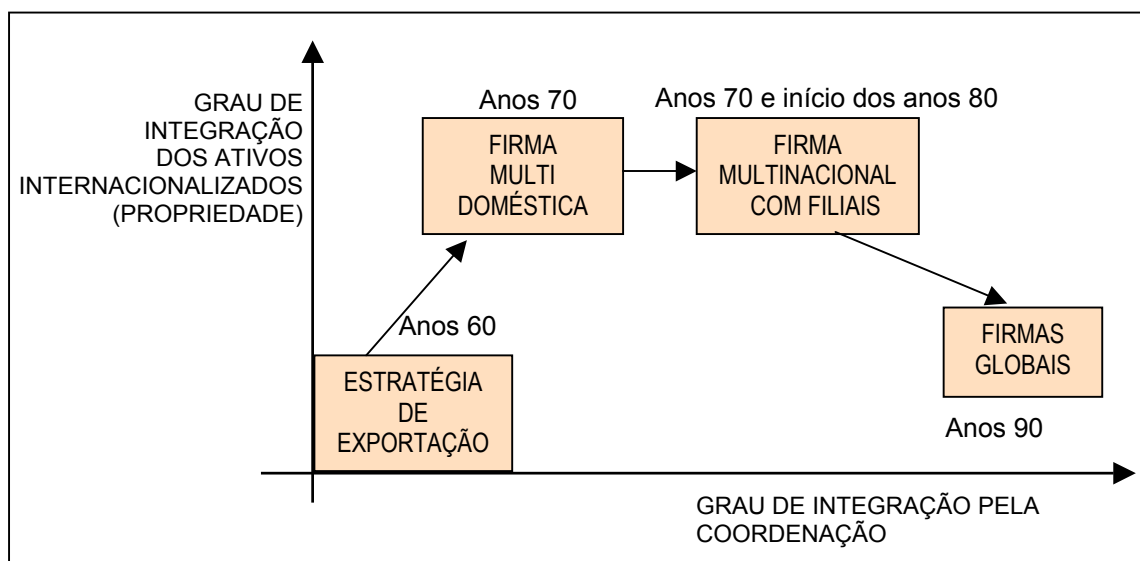 GRAU DE
INTEGRAÇÃO
DOS ATIVOS
INTERNACIONALIZADOS
(PROPRIEDADE)
Anos 70
FIRMA
MULTI
DOMÉSTICA
Anos 70 e início dos anos 80
FIRMA
MULTINACIONAL
COM FILIAIS
Anos 60
ESTRATÉGIA
DE
EXPORTAÇÃO
FIRMAS
GLOBAIS
Anos 90
GRAU DE INTEGRAÇÃO PELA
COORDENAÇÃO